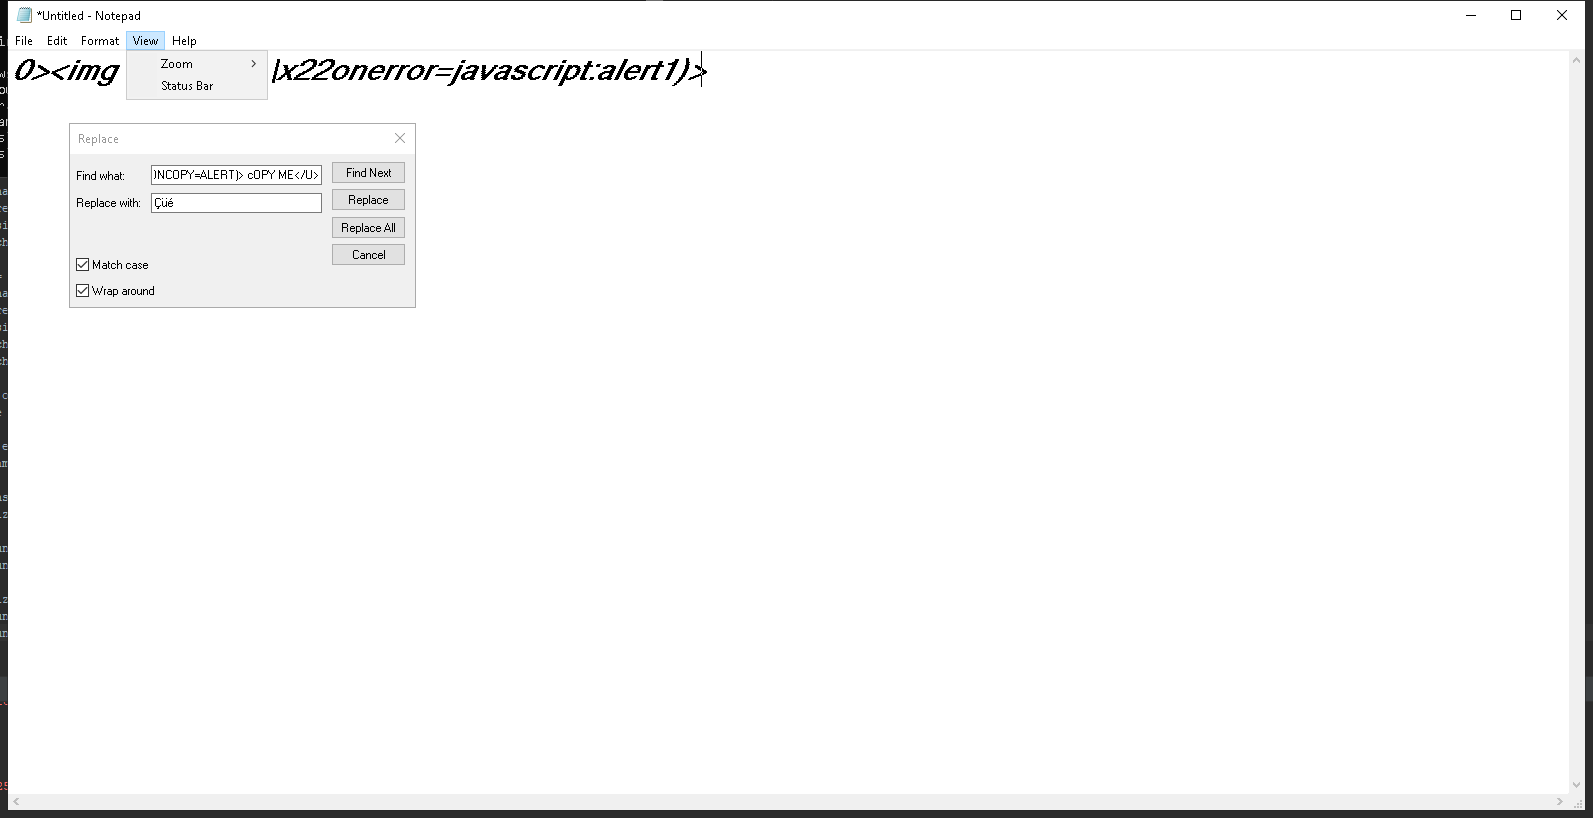 *Untitled - Notepad
File Edit Format View Help
Zoom
Status Bar
0><img |x22onerror=javascript:alert1)>
Replace
Find what: )NCOPY=ALERT)> cOPY ME</U> Find Next
Replace with: Çüé Replace
Replace All
Cancel
Match case
Wrap around